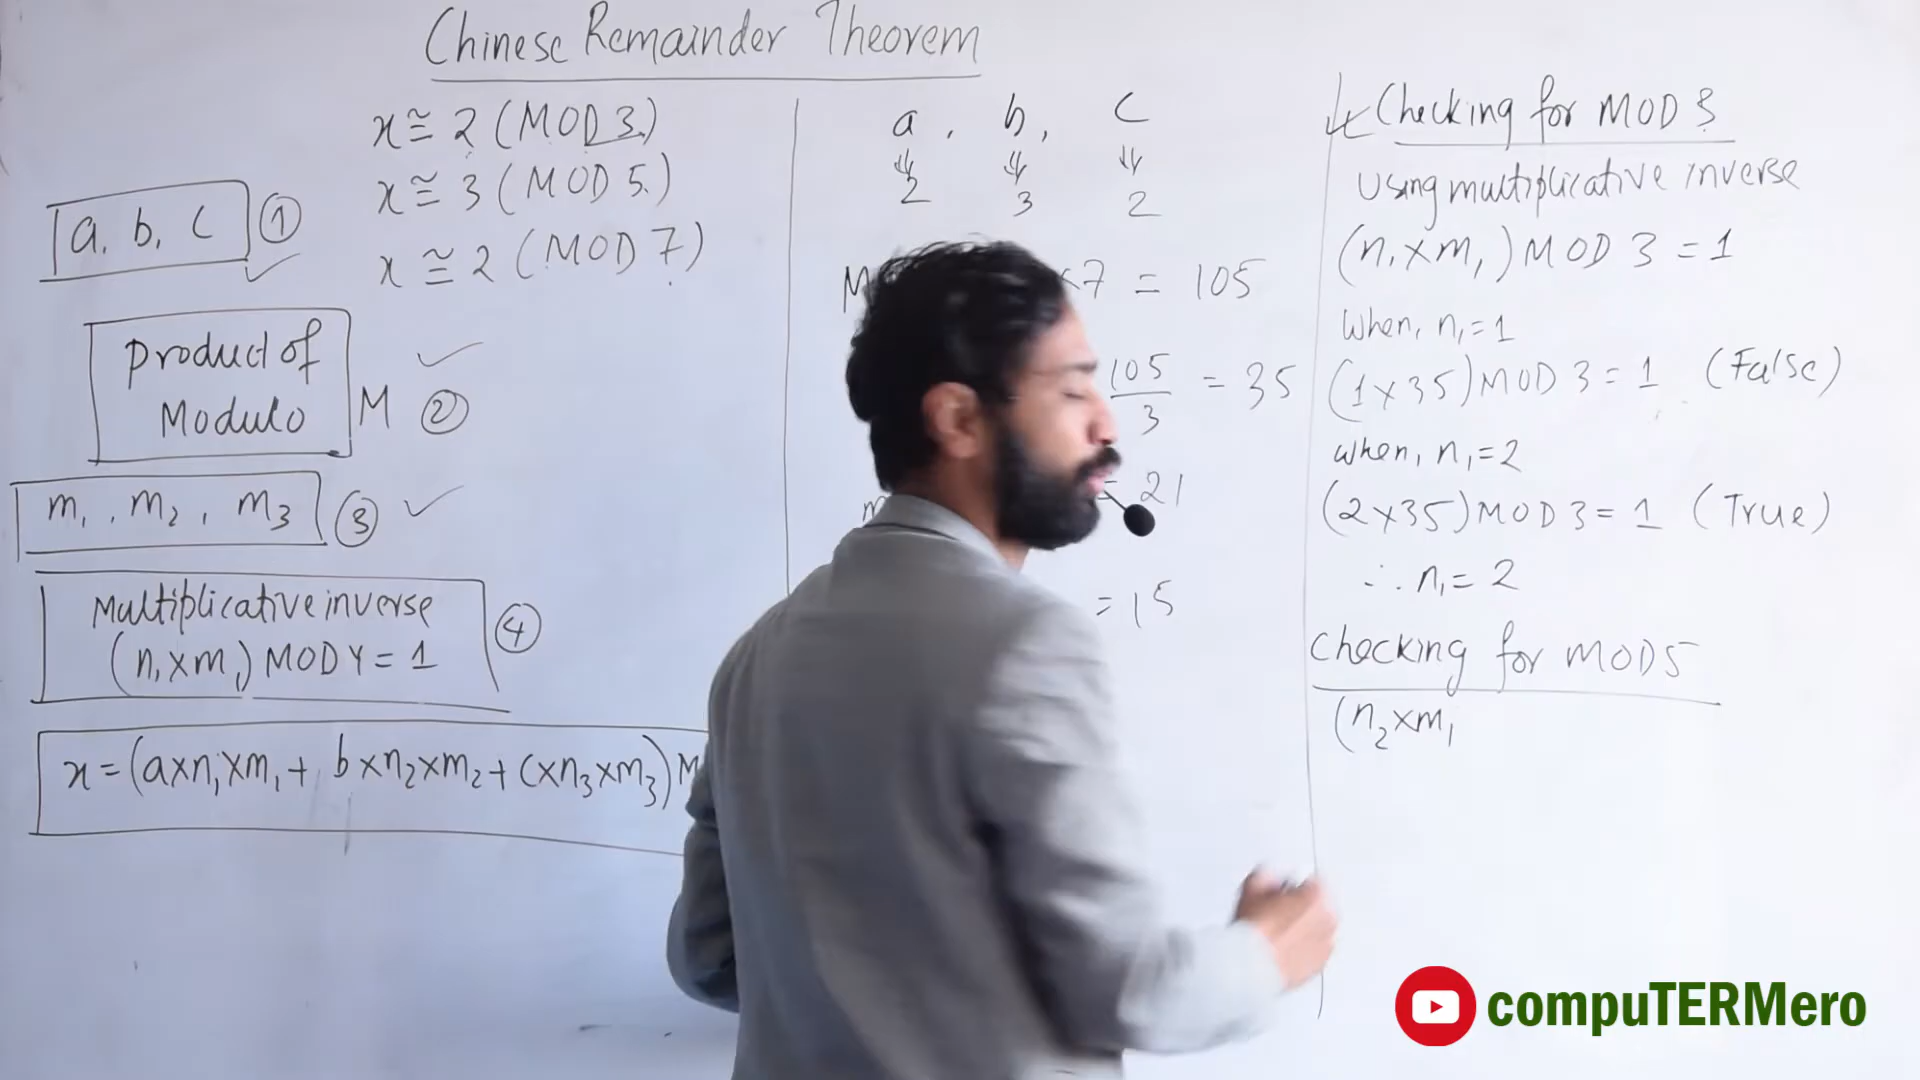 Chinese Remainder Theorem
x ≅ 2 (MOD 3.)
x ≅ 3 (MOD 5.)
x ≅ 2 (MOD 7.)
a, b, c ①
Product of
Modulo M ②
m₁, m₂, m₃ ③
Multiplicative inverse
(n₁×m₁) MOD Y = 1 ④
x = (a×n₁×m₁ + b×n₂×m₂ + c×n₃×m₃) M
a, b, c
2 3 2
M ×7 = 105
105/3 = 35
m = 21
= 15
Checking for MOD 3
Using multiplicative inverse
(n₁×m₁) MOD 3 = 1
When, n₁=1
(1×35) MOD 3 = 1 (False)
when, n₁=2
(2×35) MOD 3 = 1 (True)
∴ n₁ = 2
Checking for MOD 5
(n₂×m₁
compuTERMero